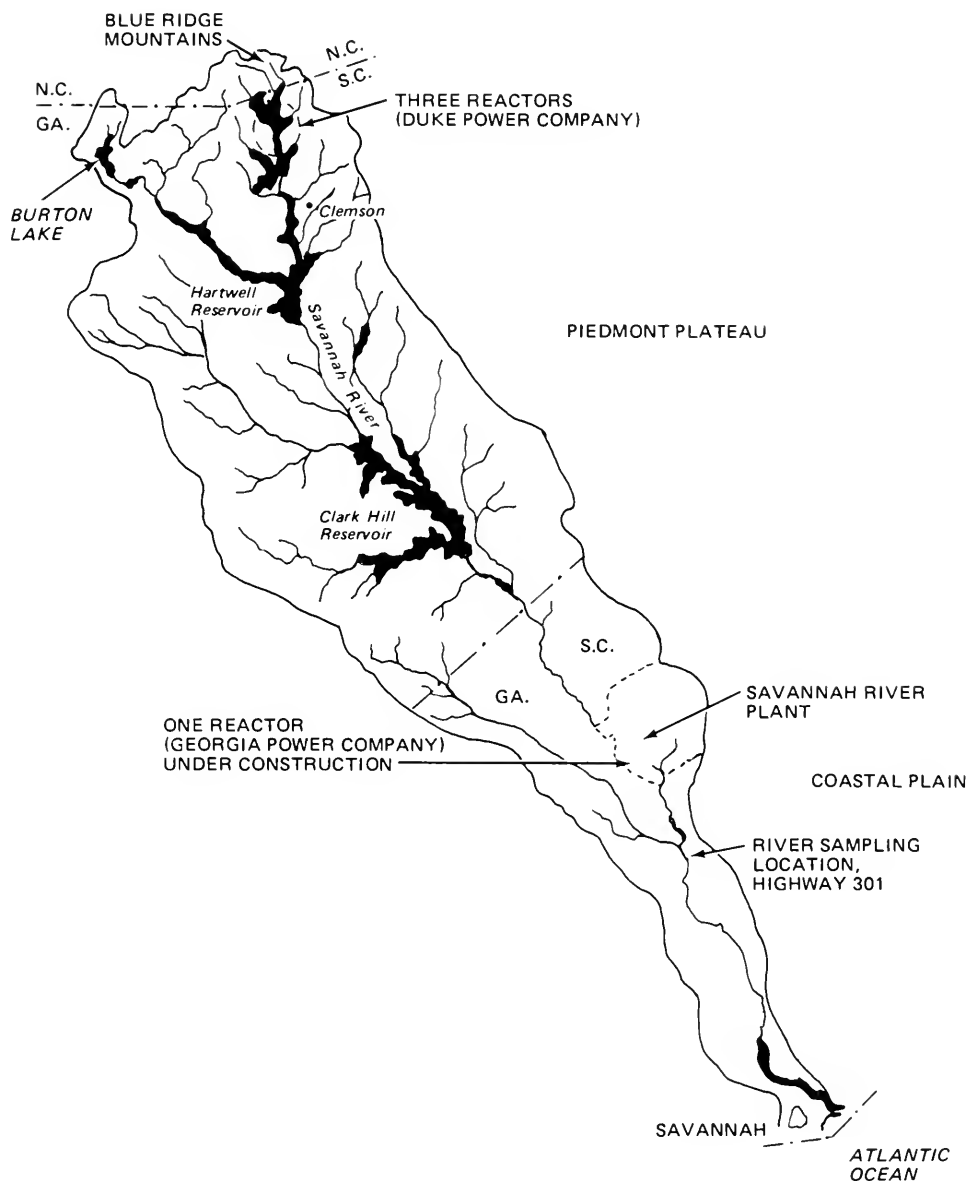 BLUE RIDGE
MOUNTAINS
N.C.
S.C.
N.C.
GA.
THREE REACTORS
(DUKE POWER COMPANY)
BURTON
LAKE
Clemson
Hartwell
Reservoir
Savannah River
PIEDMONT PLATEAU
Clark Hill
Reservoir
S.C.
GA.
SAVANNAH RIVER
PLANT
ONE REACTOR
(GEORGIA POWER COMPANY)
UNDER CONSTRUCTION
COASTAL PLAIN
RIVER SAMPLING
LOCATION,
HIGHWAY 301
SAVANNAH
ATLANTIC
OCEAN